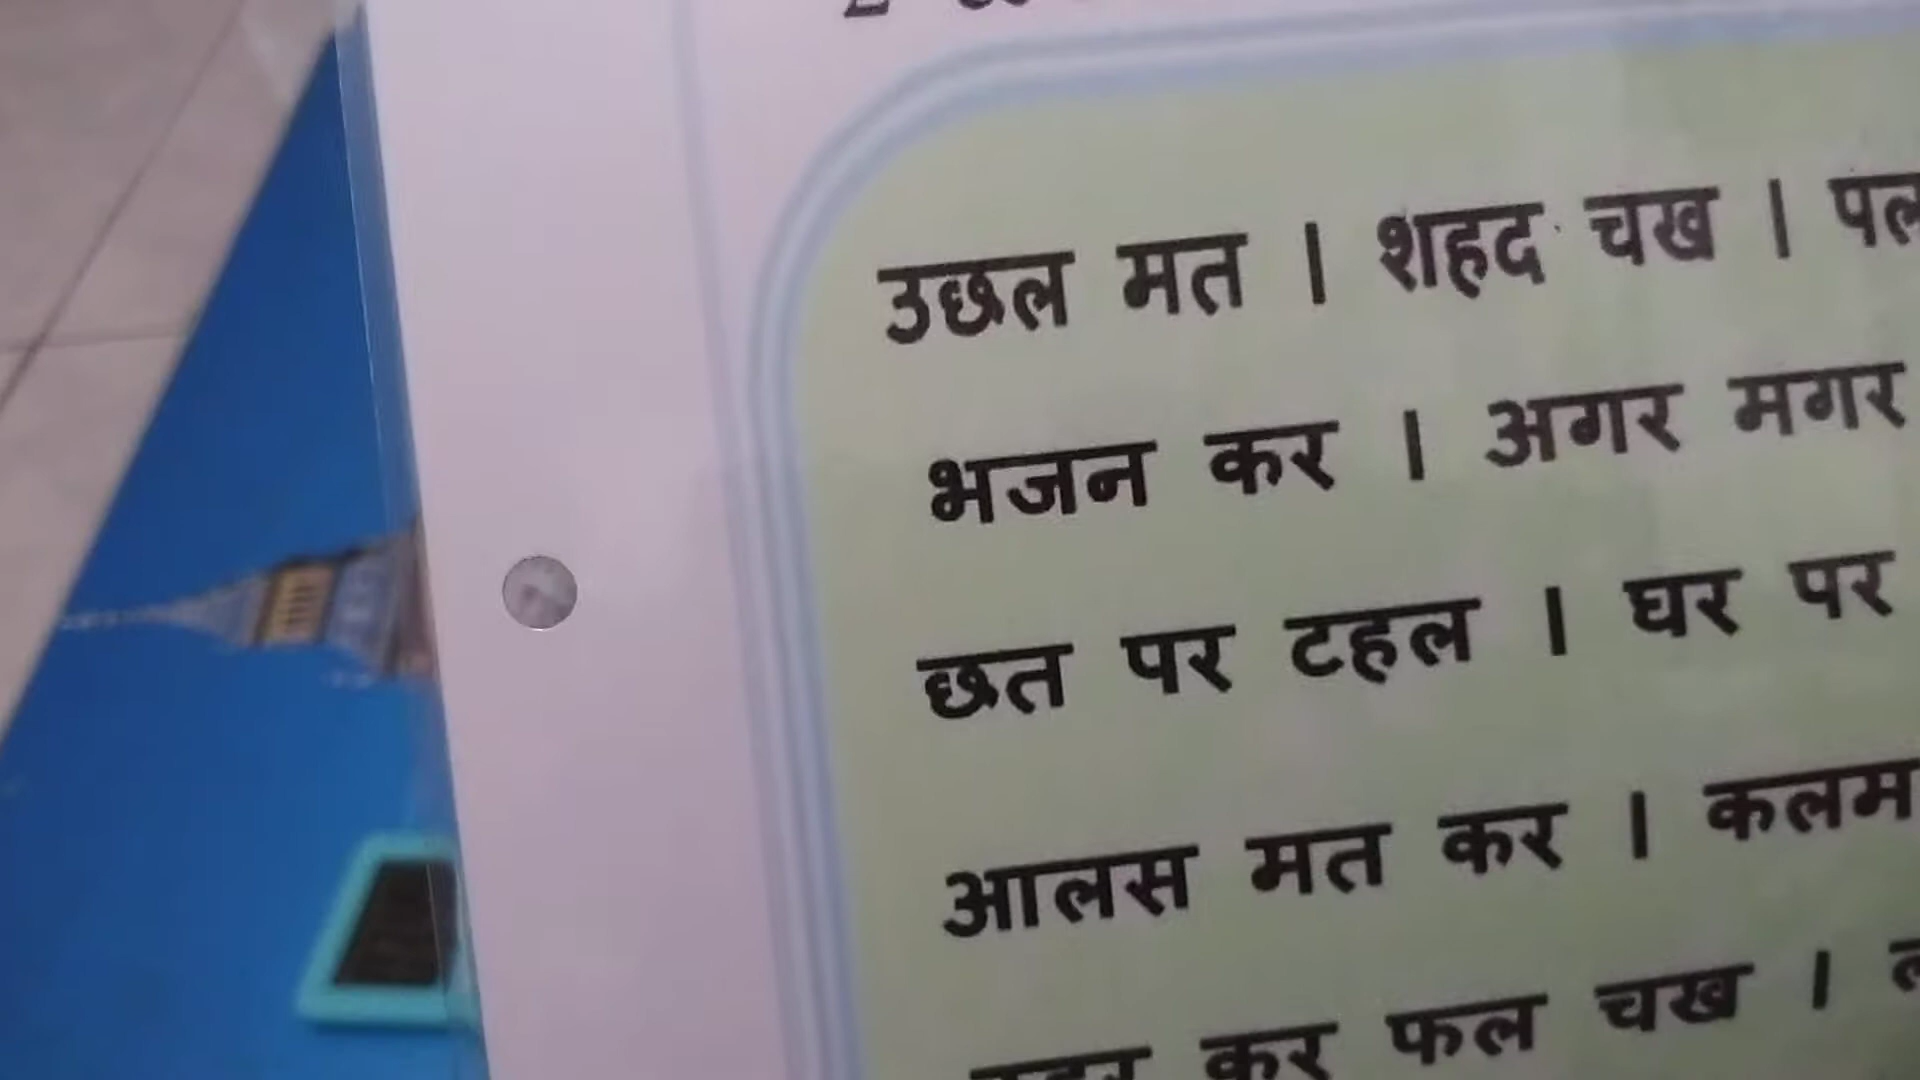 उछल मत । शहद चख ।
भजन कर । अगर मगर
छत पर टहल । घर पर
आलस मत कर । कलम
कर फल चख ।